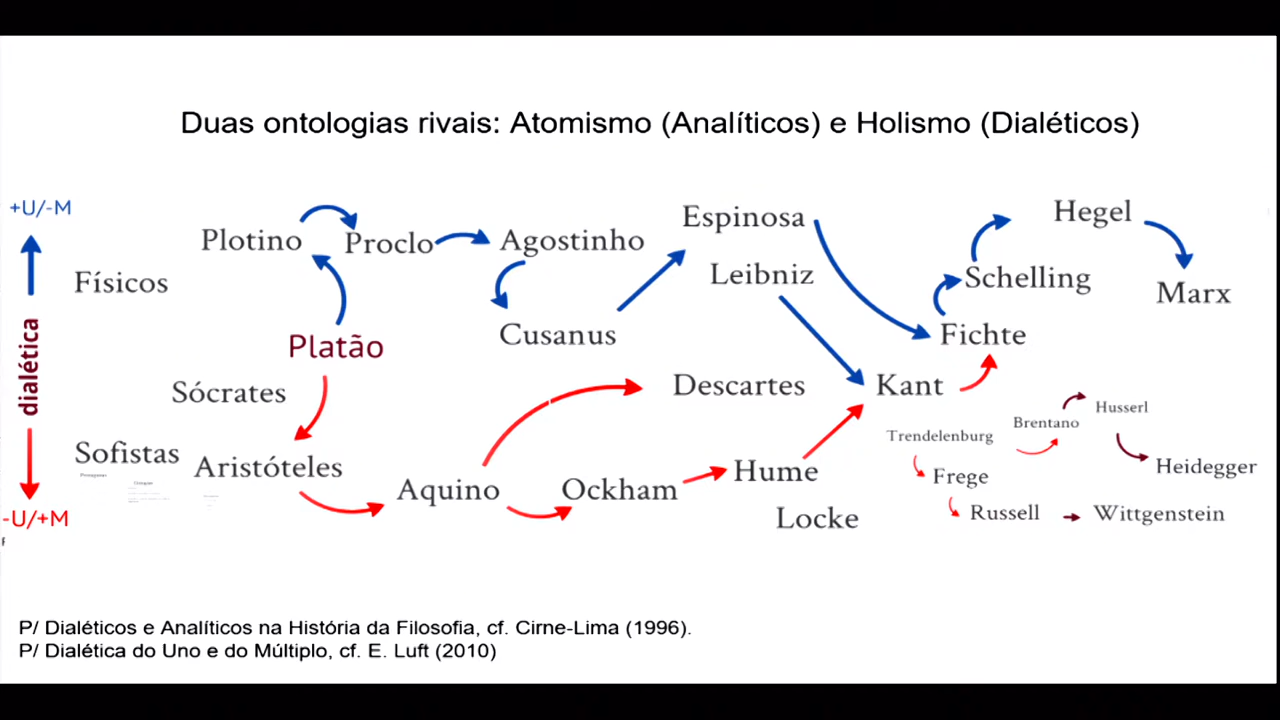 Duas ontologias rivais: Atomismo (Analíticos) e Holismo (Dialéticos)
+U/-M
dialética
-U/+M
Físicos
Sofistas
Sócrates
Platão
Aristóteles
Plotino
Proclo
Agostinho
Cusanus
Aquino
Ockham
Espinosa
Leibniz
Descartes
Hume
Locke
Kant
Fichte
Schelling
Hegel
Marx
Trendelenburg
Brentano
Husserl
Heidegger
Frege
Russell
Wittgenstein
P/ Dialéticos e Analíticos na História da Filosofia, cf. Cirne-Lima (1996).
P/ Dialética do Uno e do Múltiplo, cf. E. Luft (2010)